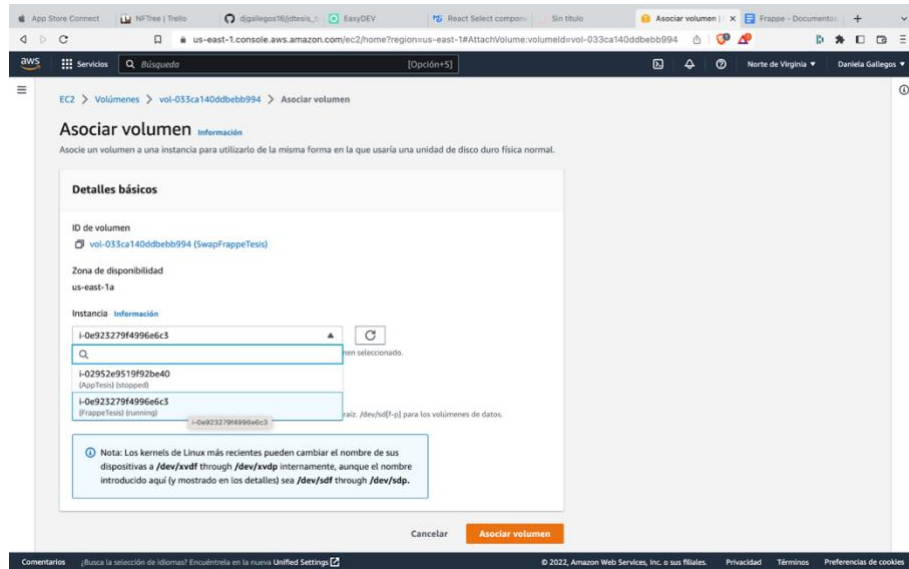 App Store Connect
NFTree | Trello
djgallegos16/jdtesis_
EasyDEV
React Select compon
Sin título
Asociar volumen |
Frappe - Documento
us-east-1.console.aws.amazon.com/ec2/home?region=us-east-1#AttachVolume:volumeId=vol-033ca140ddbebb994
aws
Servicios
Búsqueda
[Opción+S]
Norte de Virginia
Daniela Gallegos
EC2 > Volúmenes > vol-033ca140ddbebb994 > Asociar volumen
Asociar volumen Información
Asocie un volumen a una instancia para utilizarlo de la misma forma en la que usaría una unidad de disco duro física normal.
Detalles básicos
ID de volumen
vol-033ca140ddbebb994 (SwapFrappeTesis)
Zona de disponibilidad
us-east-1a
Instancia Información
i-0e923279f4996e6c3
men seleccionado.
i-02952e9519f92be40
(AppTesis) (stopped)
i-0e923279f4996e6c3
(FrappeTesis) (running)
raíz. /dev/sd[f-p] para los volúmenes de datos.
i-0e923279f4996e6c3
Nota: Los kernels de Linux más recientes pueden cambiar el nombre de sus
dispositivas a /dev/xvdf through /dev/xvdp internamente, aunque el nombre
introducido aquí (y mostrado en los detalles) sea /dev/sdf through /dev/sdp.
Cancelar
Asociar volumen
Comentarios
¿Busca la selección de idiomas? Encuéntrela en la nueva Unified Settings
© 2022, Amazon Web Services, Inc. o sus filiales.
Privacidad
Términos
Preferencias de cookies